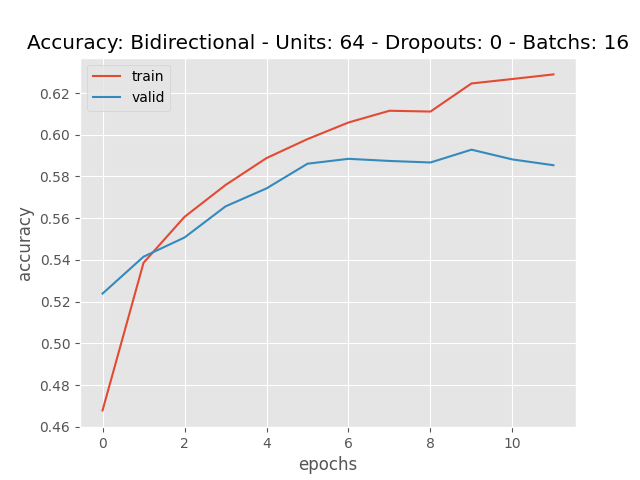 Accuracy: Bidirectional - Units: 64 - Dropouts: 0 - Batchs: 16
train
valid
0.62
0.60
0.58
0.56
0.54
0.52
0.50
0.48
0.46
accuracy
0 2 4 6 8 10
epochs